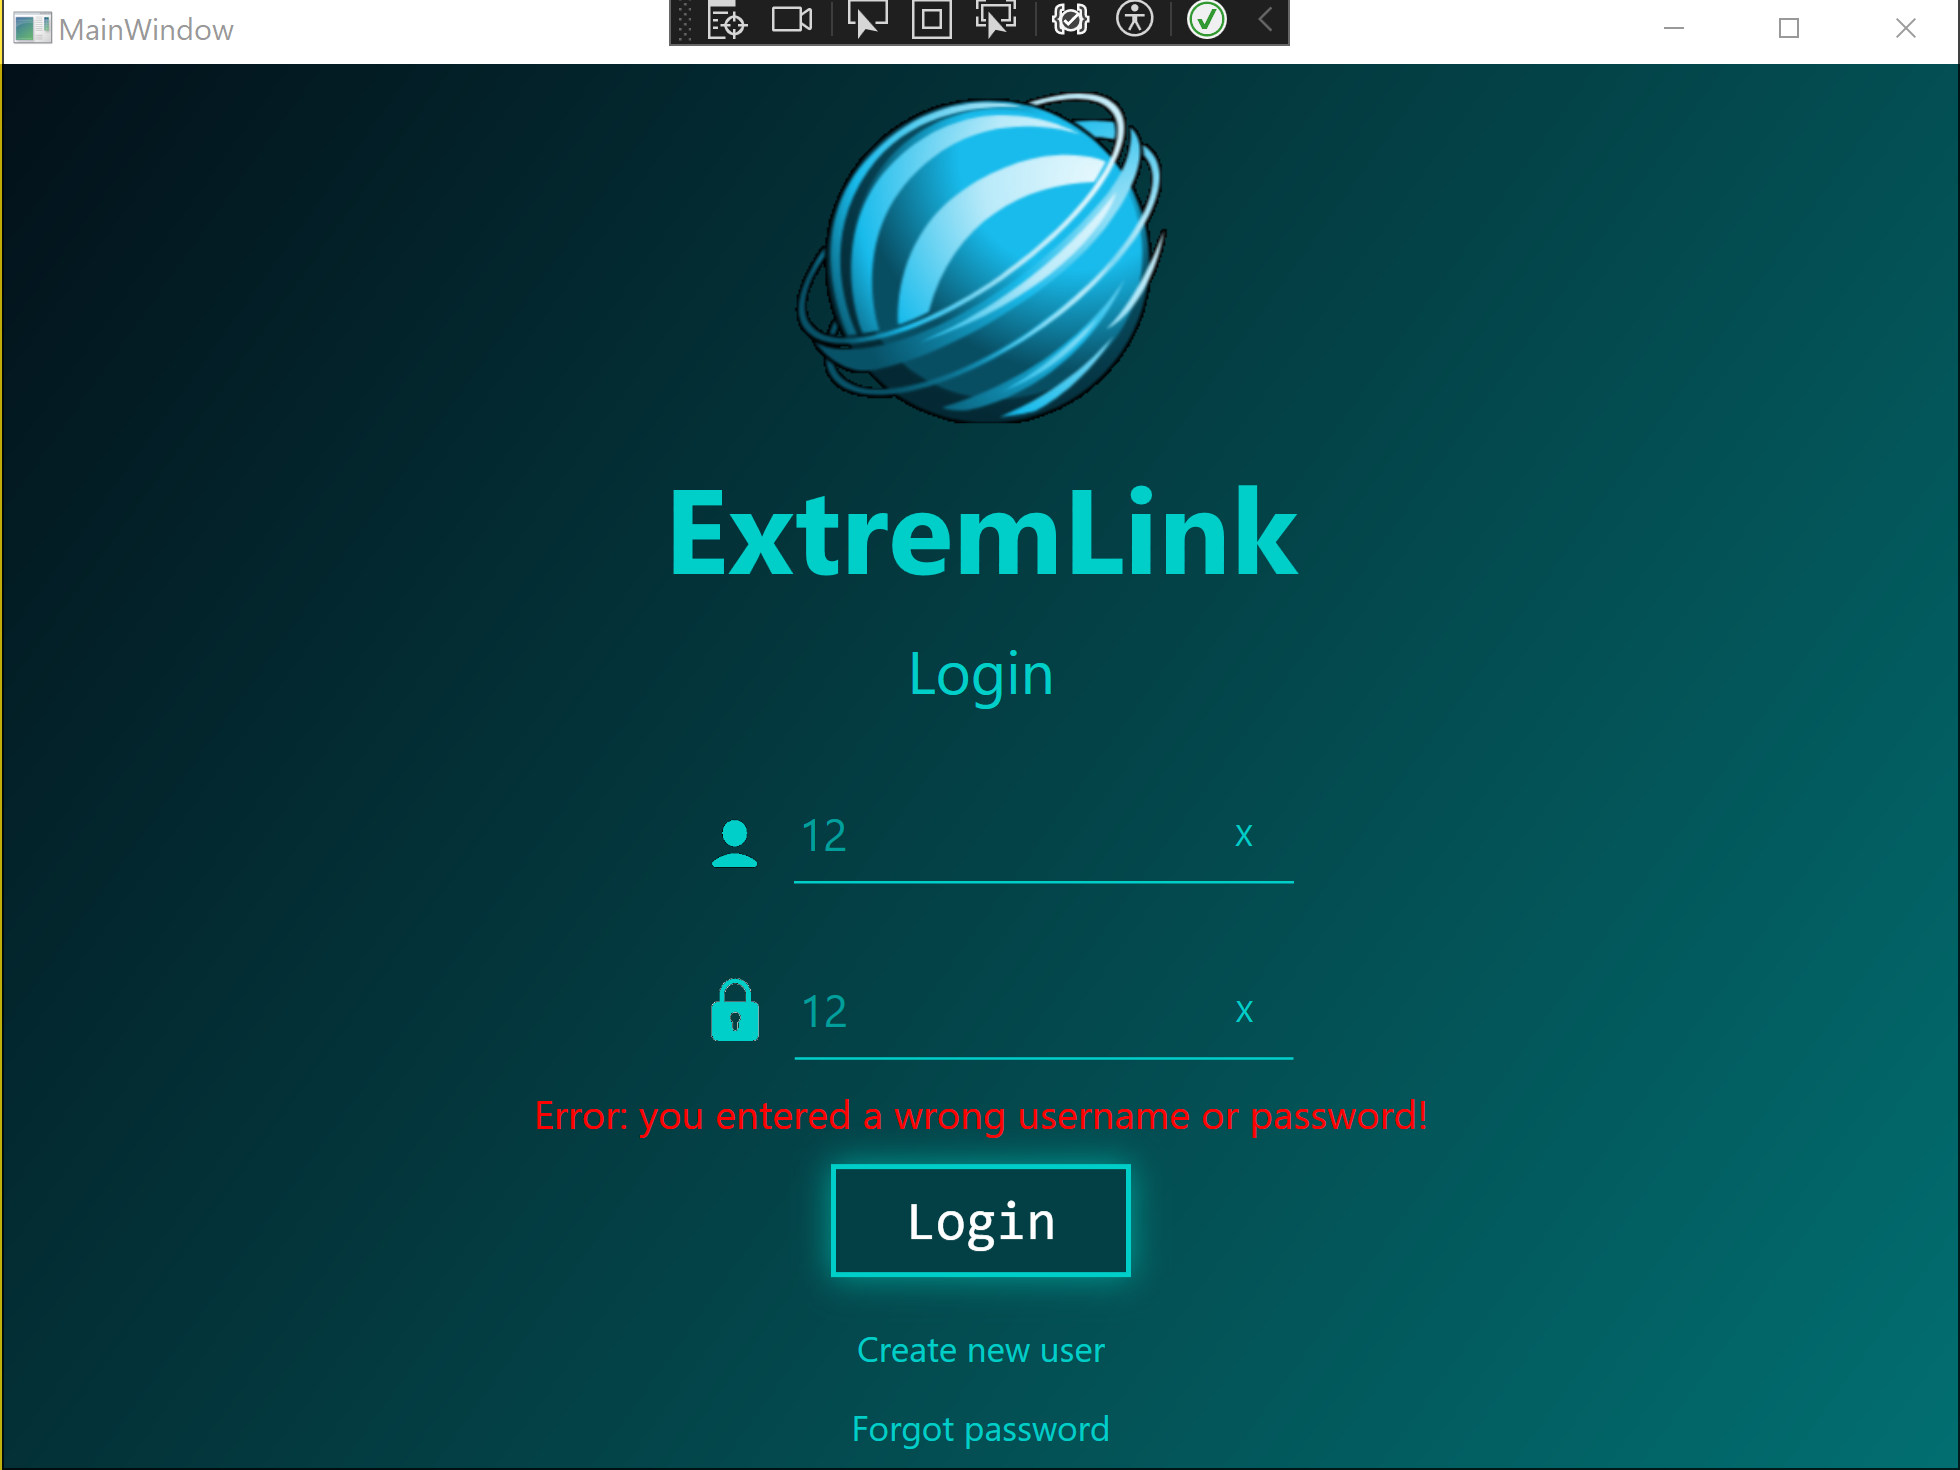 MainWindow
ExtremLink
Login
12 x
12 x
Error: you entered a wrong username or password!
Login
Create new user
Forgot password